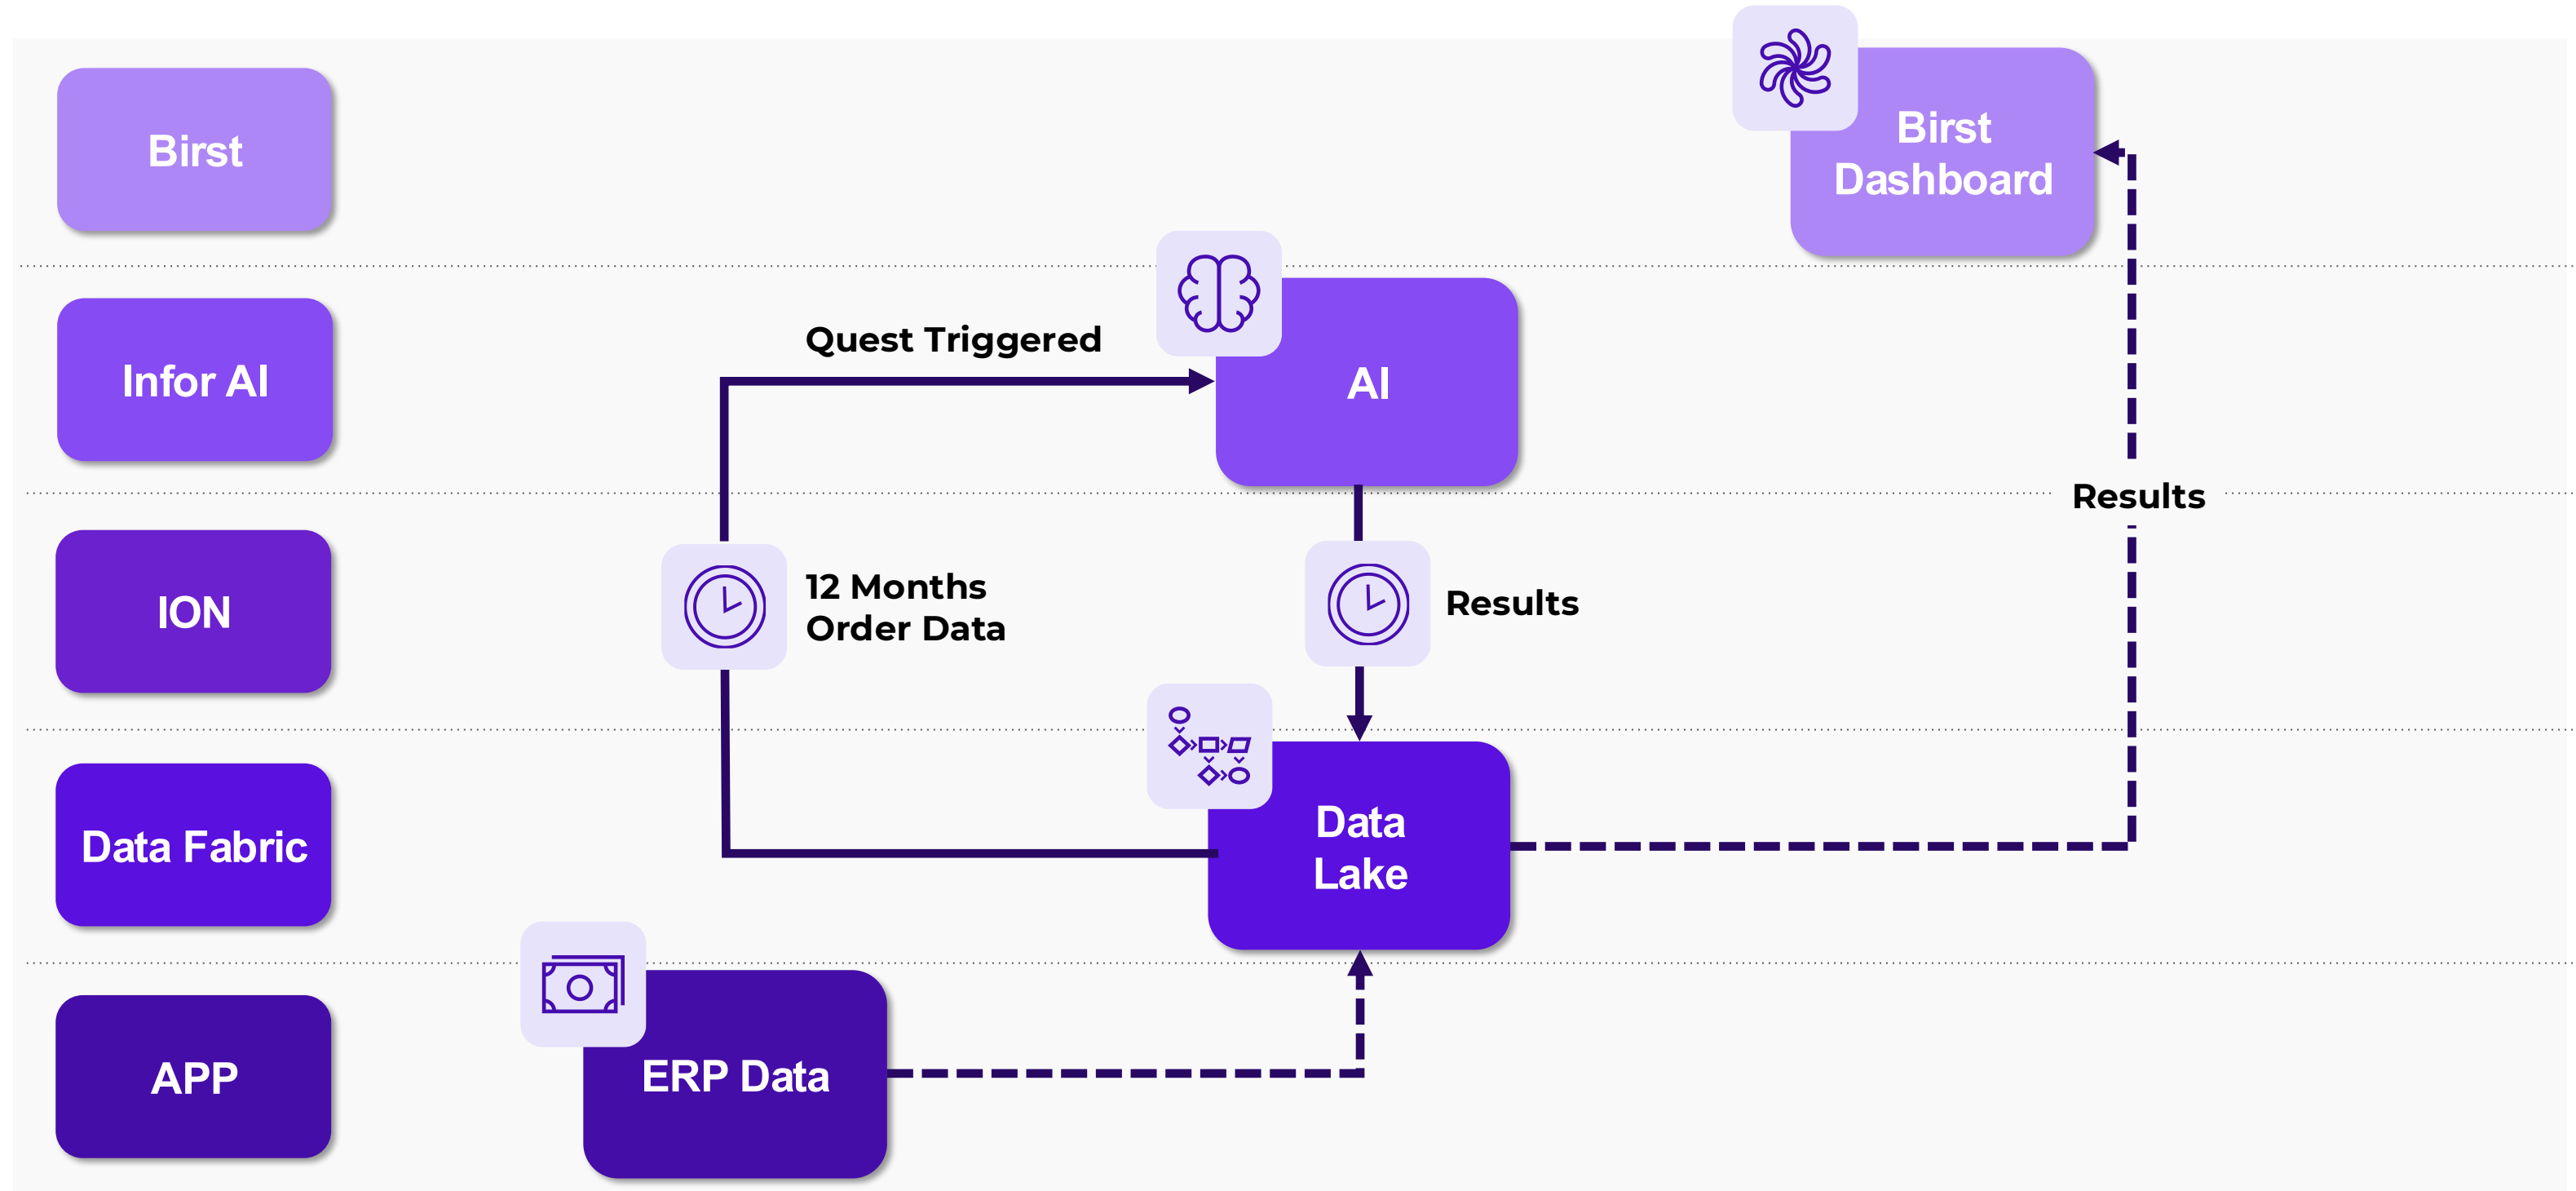 Birst
Birst
Dashboard
Infor AI
Quest Triggered
AI
ION
12 Months
Order Data
Results
Results
Data Fabric
Data
Lake
APP
ERP Data